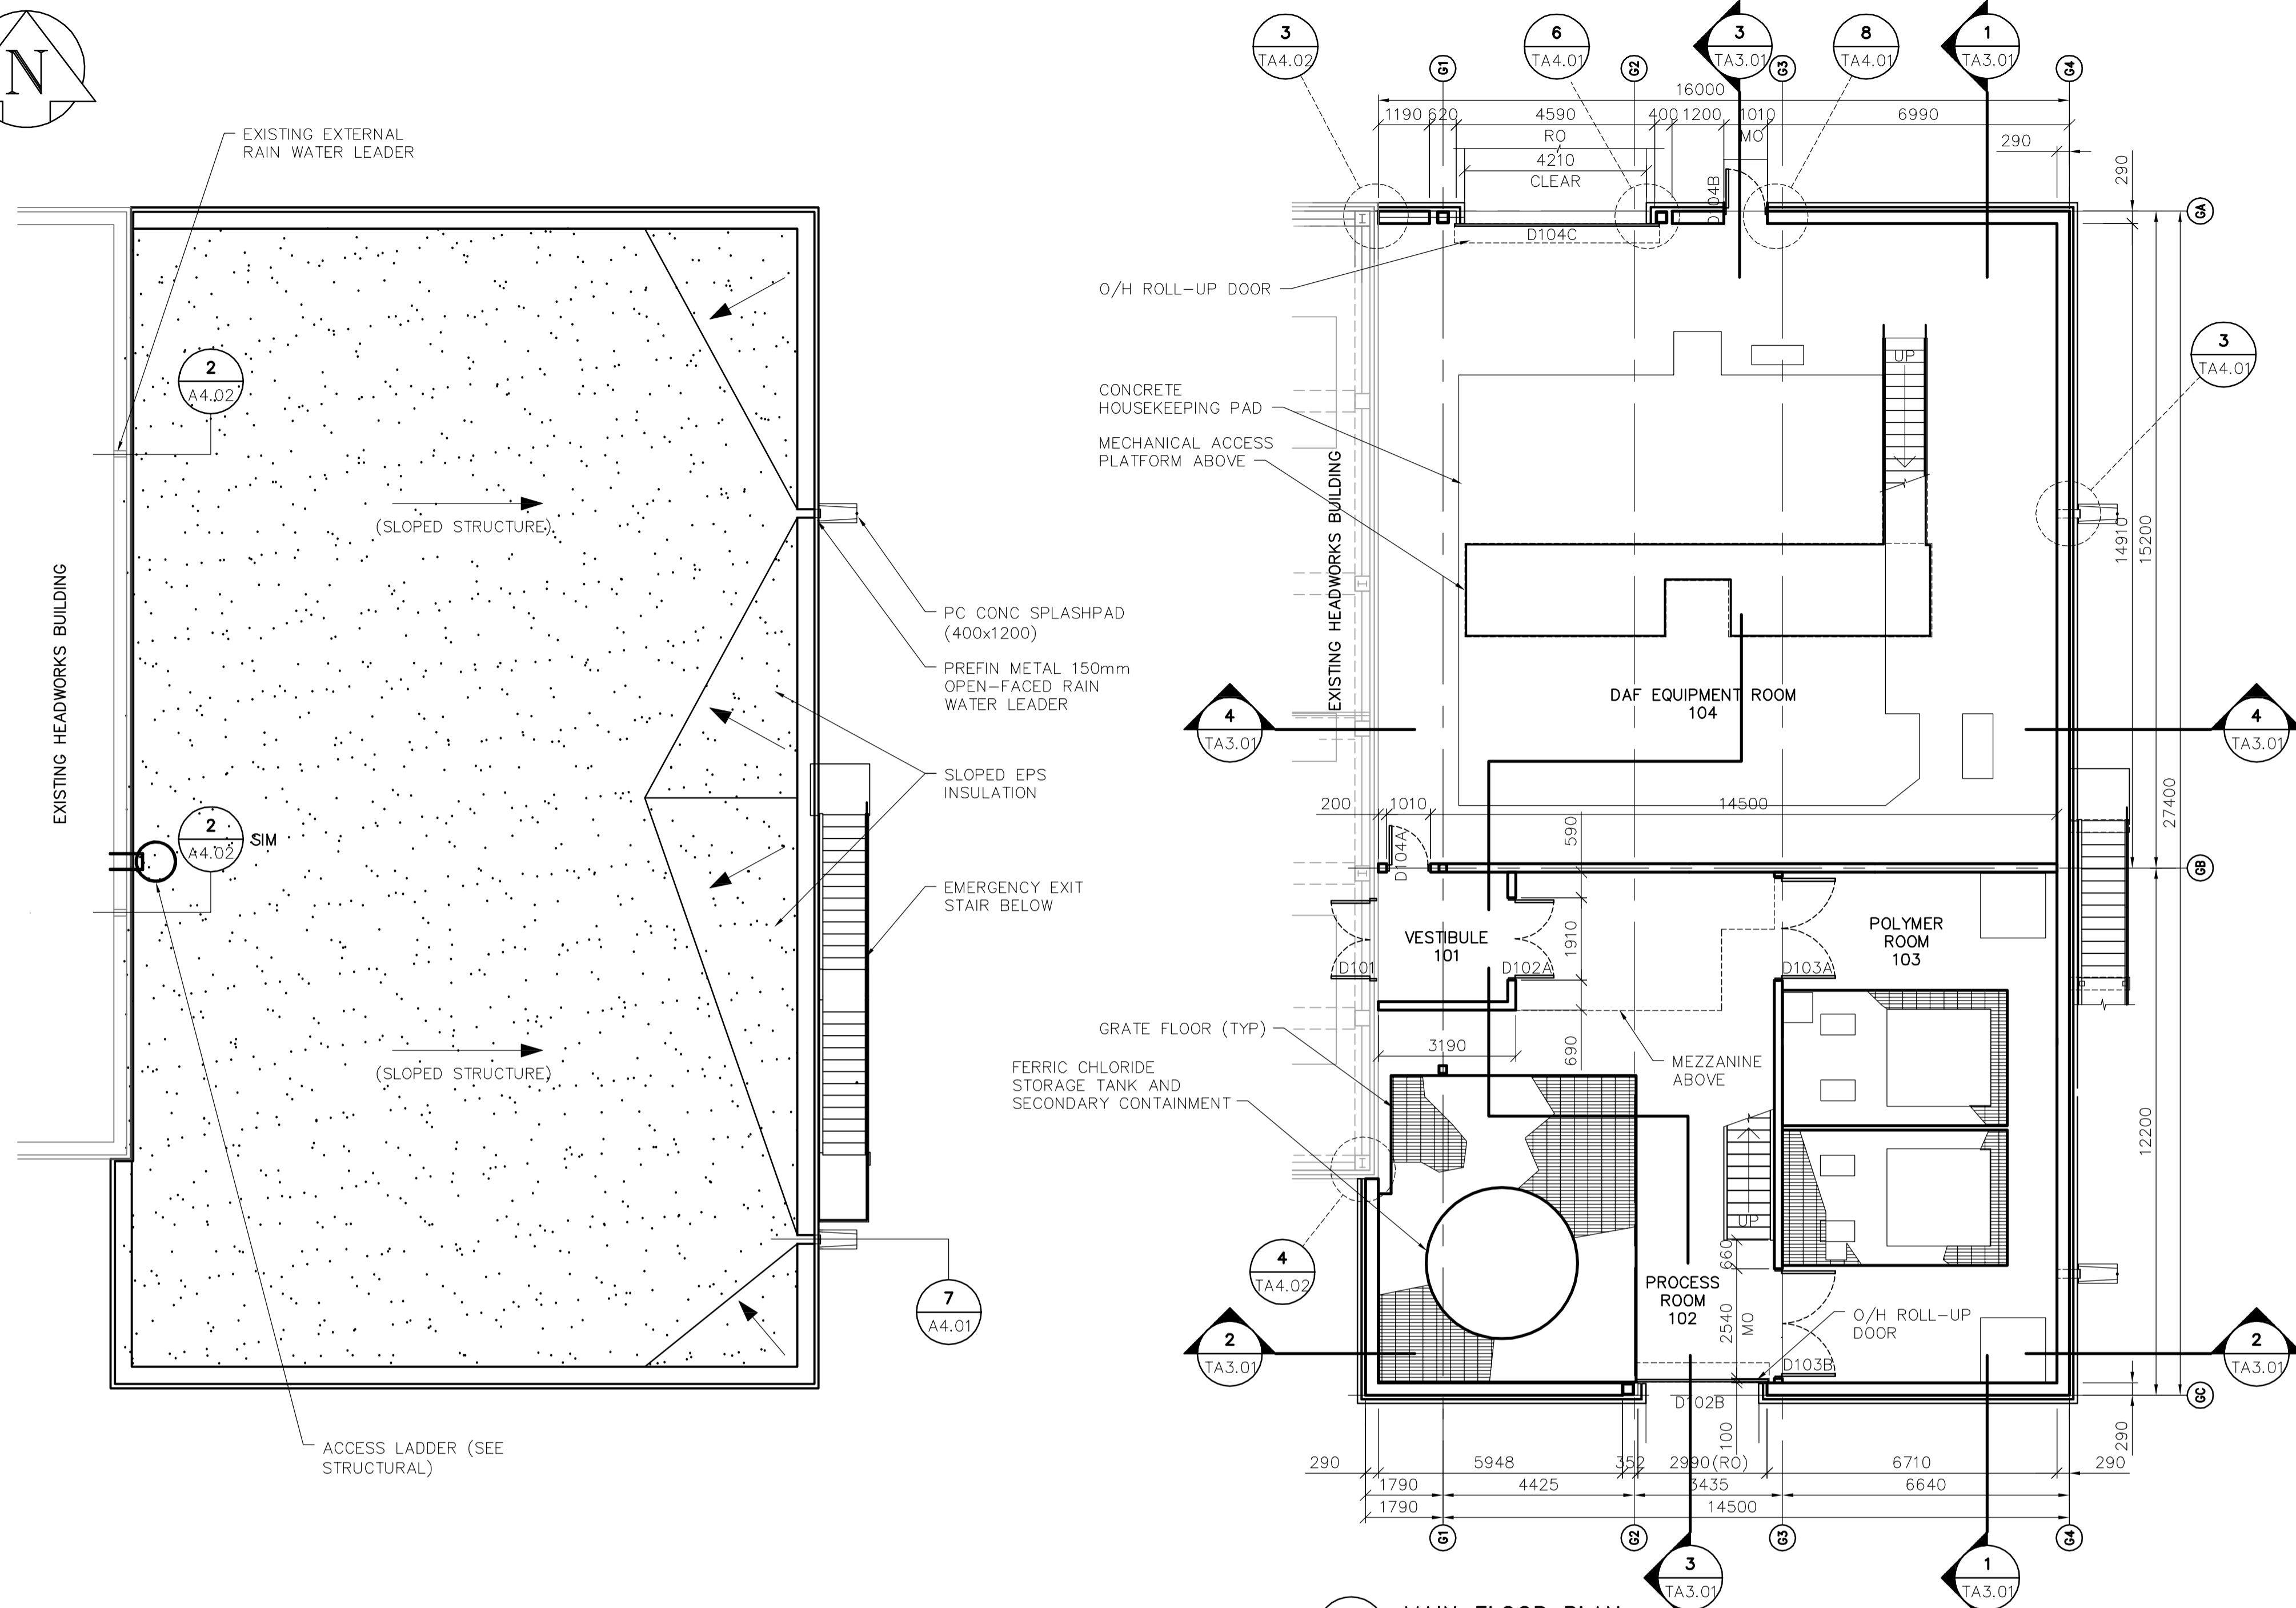 N
EXISTING EXTERNAL
RAIN WATER LEADER
2
A4.02
(SLOPED STRUCTURE)
EXISTING HEADWORKS BUILDING
PC CONC SPLASHPAD
(400x1200)
PREFIN METAL 150mm
OPEN-FACED RAIN
WATER LEADER
SLOPED EPS
INSULATION
2
A4.02
SIM
EMERGENCY EXIT
STAIR BELOW
(SLOPED STRUCTURE)
7
A4.01
ACCESS LADDER (SEE
STRUCTURAL)
3
TA4.02
6
TA4.01
3
TA3.01
8
TA4.01
1
TA3.01
G1
G2
G3
G4
16000
1190
620
4590
400
1200
1010
6990
RO
MO
290
4210
CLEAR
290
D104B
GA
D104C
O/H ROLL-UP DOOR
UP
3
TA4.01
CONCRETE
HOUSEKEEPING PAD
MECHANICAL ACCESS
PLATFORM ABOVE
EXISTING HEADWORKS BUILDING
14910
15200
DAF EQUIPMENT ROOM
104
4
TA3.01
4
TA3.01
27400
200
1010
14500
590
D104A
GB
VESTIBULE
101
1910
POLYMER
ROOM
103
D101
D102A
D103A
GRATE FLOOR (TYP)
3190
690
MEZZANINE
ABOVE
FERRIC CHLORIDE
STORAGE TANK AND
SECONDARY CONTAINMENT
12200
UP
660
4
TA4.02
PROCESS
ROOM
102
2540
MO
O/H ROLL-UP
DOOR
2
TA3.01
2
TA3.01
D103B
D102B
GC
100
290
290
5948
352
2990(RO)
6710
290
1790
4425
3435
6640
1790
14500
G1
G2
G3
G4
3
TA3.01
1
TA3.01
MAIN FLOOR PLAN